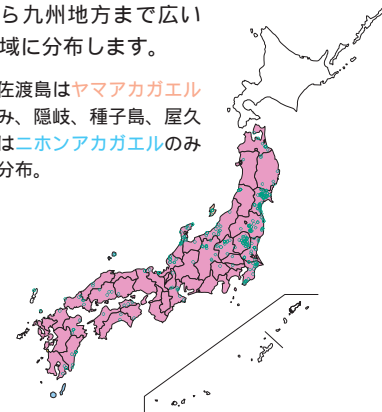 ら九州地方まで広い
域に分布します。
佐渡島はヤマアカガエル
み、隠岐、種子島、屋久
はニホンアカガエルのみ
分布。